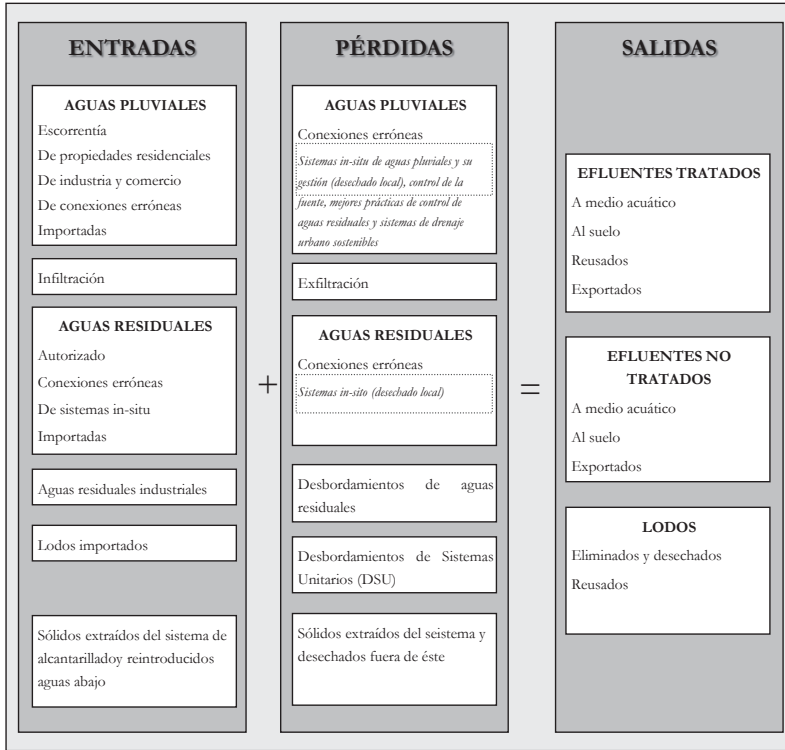 ENTRADAS
AGUAS PLUVIALES
Escorrentía
De propiedades residenciales
De industria y comercio
De conexiones erróneas
Importadas
Infiltración
AGUAS RESIDUALES
Autorizado
Conexiones erróneas
De sistemas in-situ
Importadas
Aguas residuales industriales
Lodos importados
Sólidos extraídos del sistema de
alcantarilladoy reintroducidos
aguas abajo
+
PÉRDIDAS
AGUAS PLUVIALES
Conexiones erróneas
Sistemas in-situ de aguas pluviales y su
gestión (desechado local), control de la
fuente, mejores prácticas de control de
aguas residuales y sistemas de drenaje
urbano sostenibles
Exfiltración
AGUAS RESIDUALES
Conexiones erróneas
Sistemas in-sito (desechado local)
Desbordamientos de aguas
residuales
Desbordamientos de Sistemas
Unitarios (DSU)
Sólidos extraídos del seistema y
desechados fuera de éste
=
SALIDAS
EFLUENTES TRATADOS
A medio acuático
Al suelo
Reusados
Exportados
EFLUENTES NO
TRATADOS
A medio acuático
Al suelo
Exportados
LODOS
Eliminados y desechados
Reusados